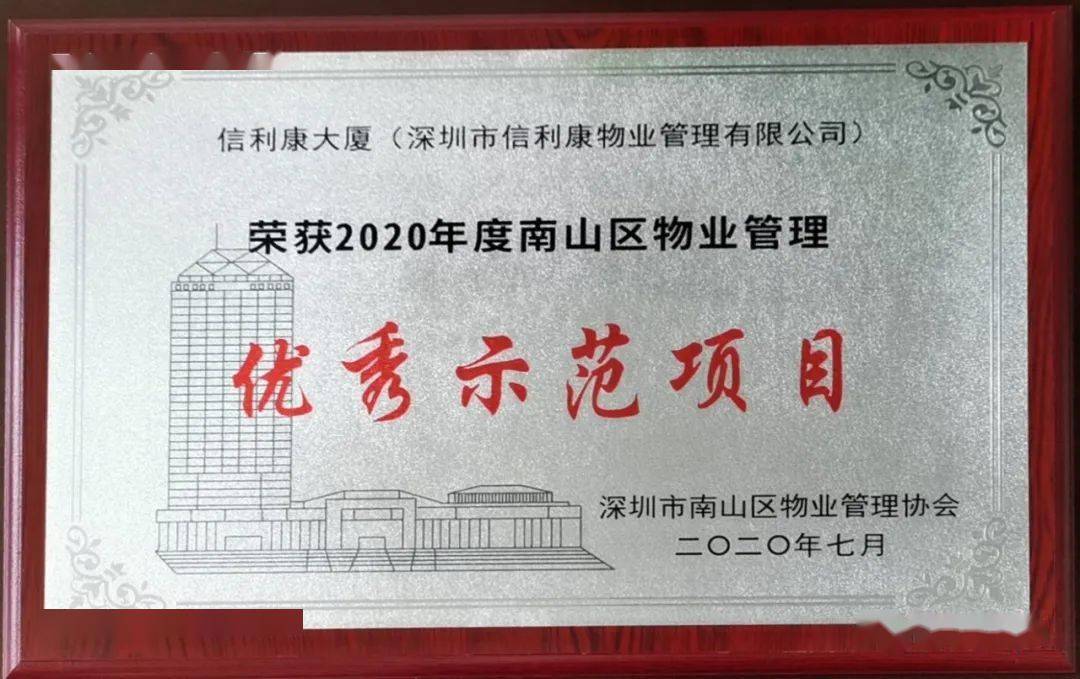 信利康大厦（深圳市信利康物业管理有限公司）
荣获2020年度南山区物业管理
优秀示范项目
深圳市南山区物业管理协会
二〇二〇年七月